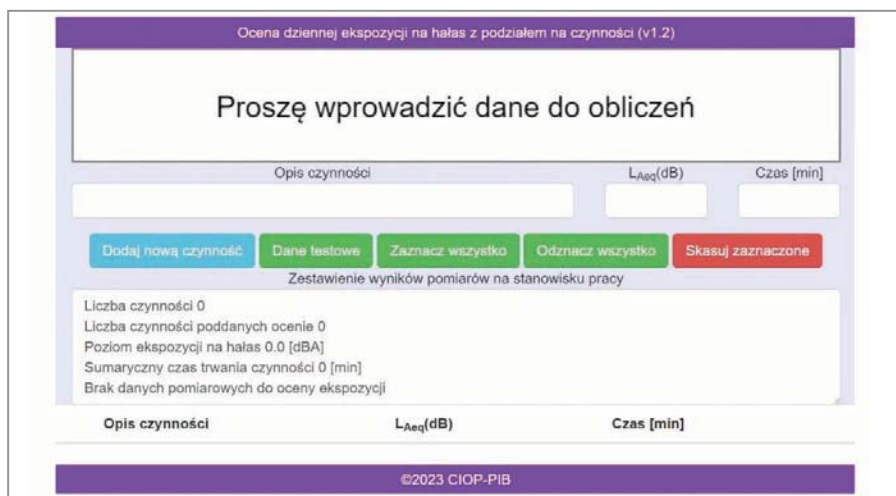 Ocena dziennej ekspozycji na hałas z podziałem na czynności (v1.2)
Proszę wprowadzić dane do obliczeń
Opis czynności L_Aeq(dB) Czas [min]
Dodaj nową czynność Dane testowe Zaznacz wszystko Odznacz wszystko Skasuj zaznaczone
Zestawienie wyników pomiarów na stanowisku pracy
Liczba czynności 0
Liczba czynności poddanych ocenie 0
Poziom ekspozycji na hałas 0.0 [dBA]
Sumaryczny czas trwania czynności 0 [min]
Brak danych pomiarowych do oceny ekspozycji
Opis czynności L_Aeq(dB) Czas [min]
©2023 CIOP-PIB